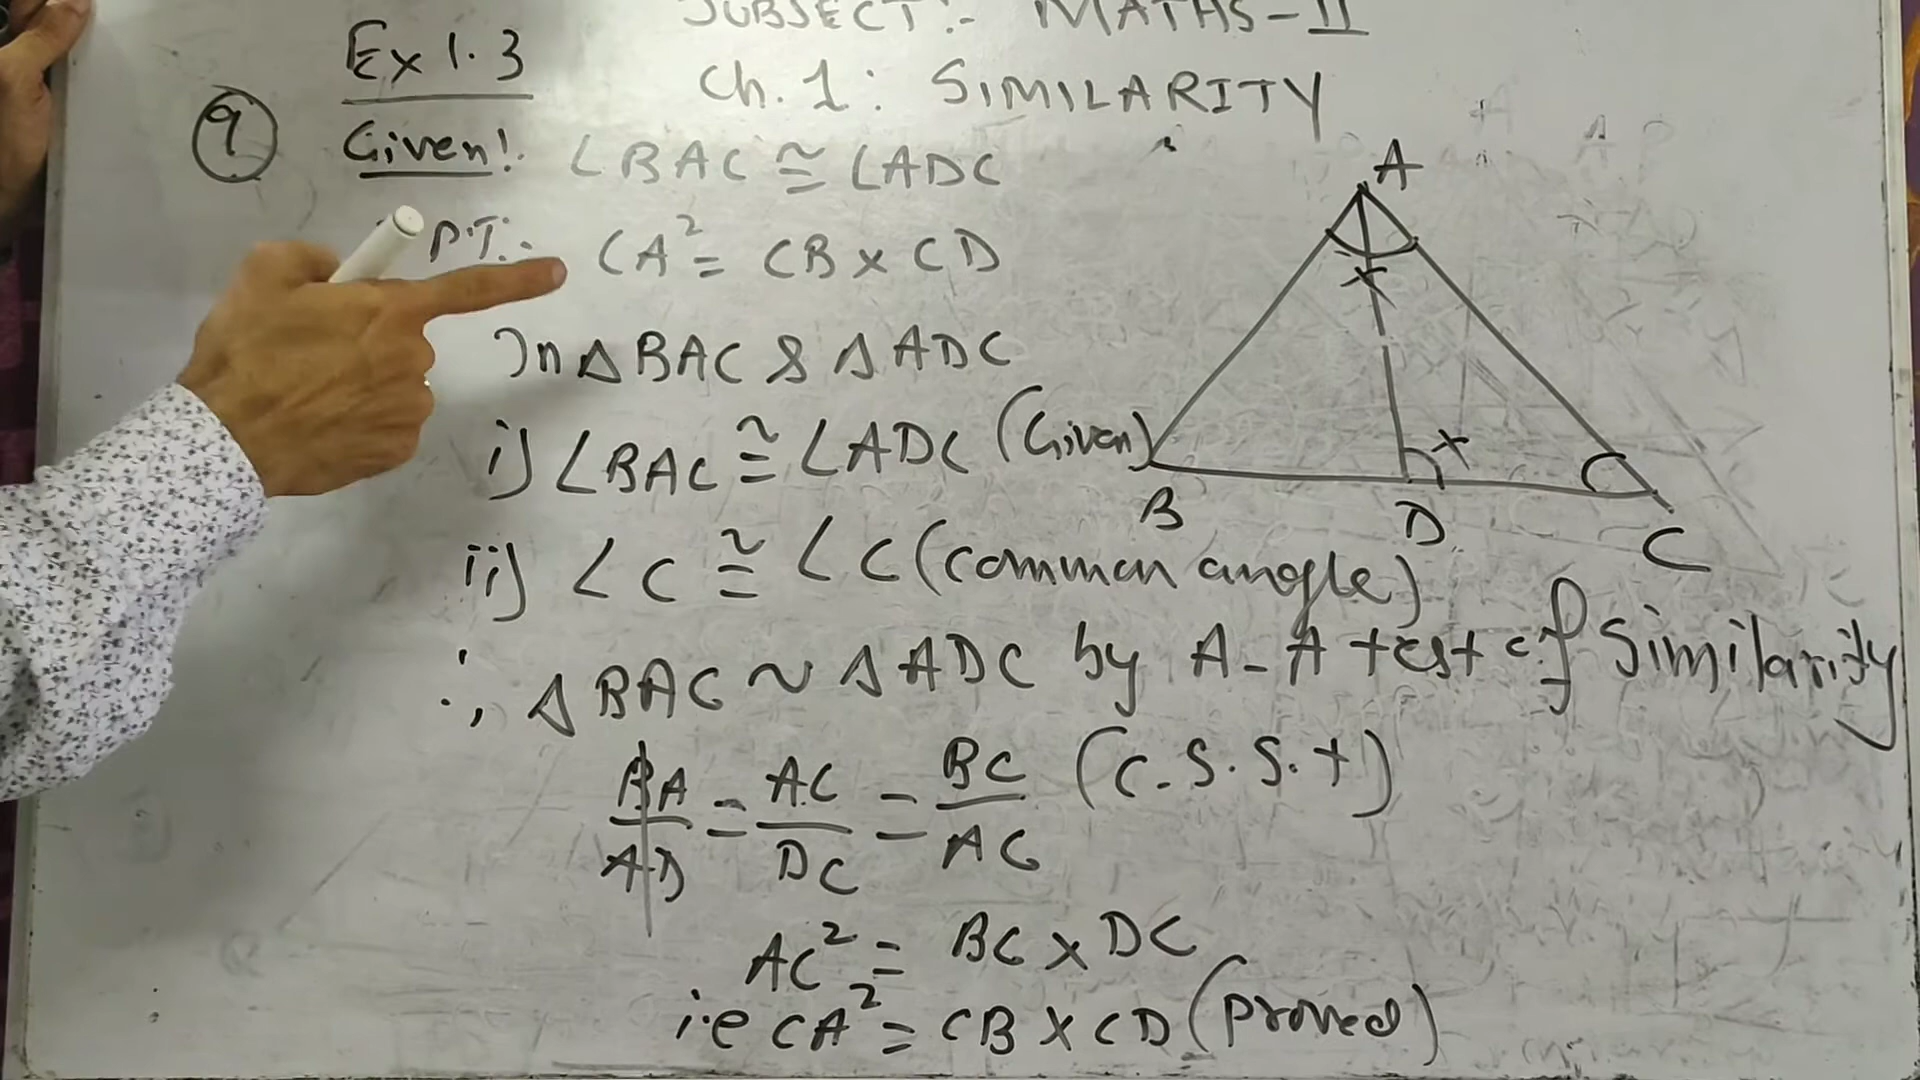 SUBJECT:- MATHS-II
Ex 1.3
Ch. 1: SIMILARITY
9
Given: ∠BAC ≅ ∠ADC
P.T:- CA² = CB x CD
In △BAC & △ADC
i) ∠BAC ≅ ∠ADC (Given)
ii) ∠C ≅ ∠C (common angle)
∴ △BAC ~ △ADC by A-A test of Similarity
BA/AD = AC/DC = BC/AC (C.S.S.t)
AC² = BC x DC
i.e CA² = CB x CD (proved)
A
x
x
B
D
C